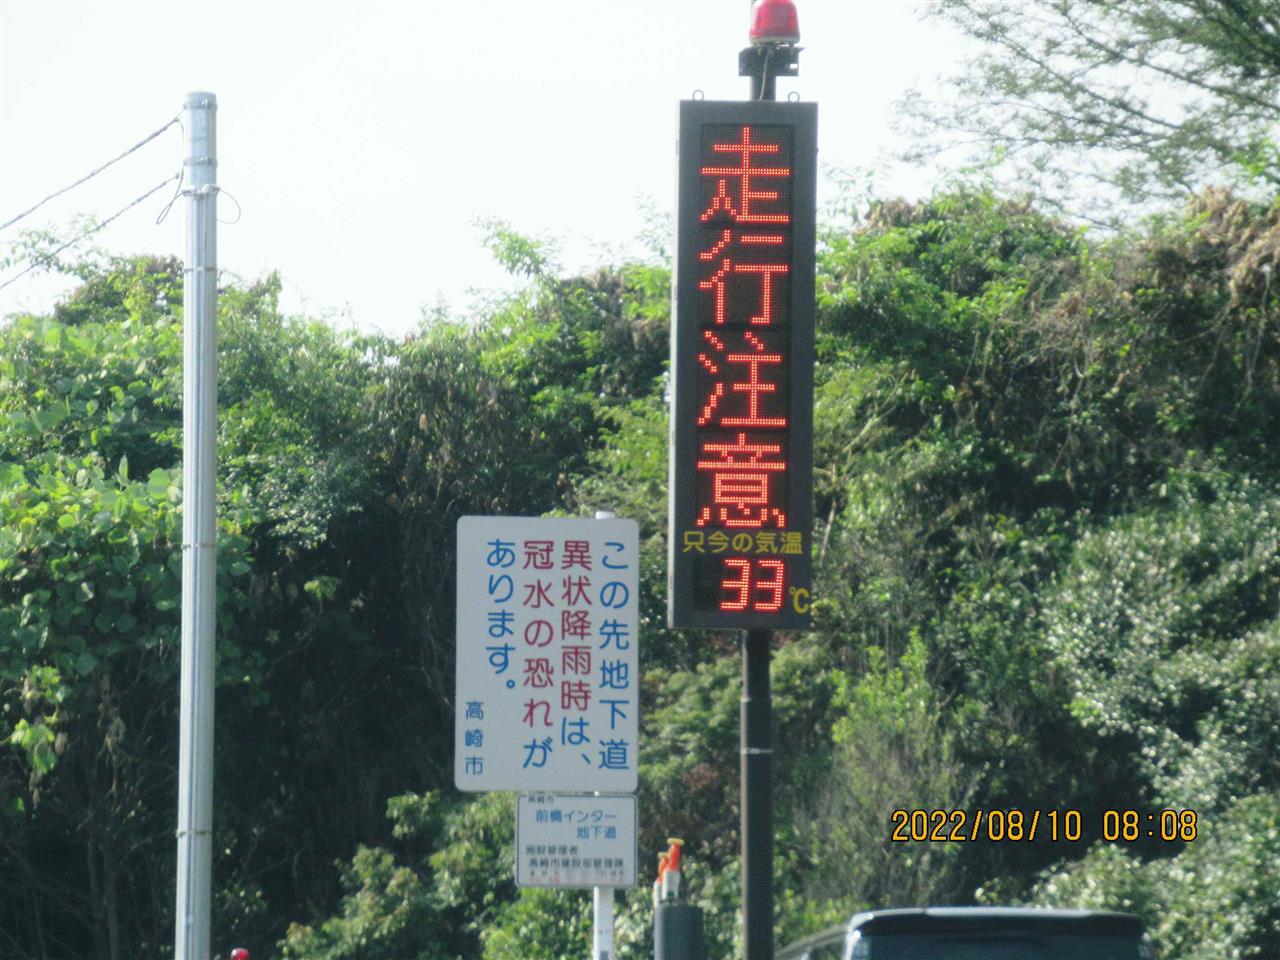 走行注意
只今の気温
33℃
この先地下道
異状降雨時は、
冠水の恐れが
あります。
高崎市
高崎市
前橋インター
地下道
施設管理者
高崎市建設部管理課
2022/08/10 08:08